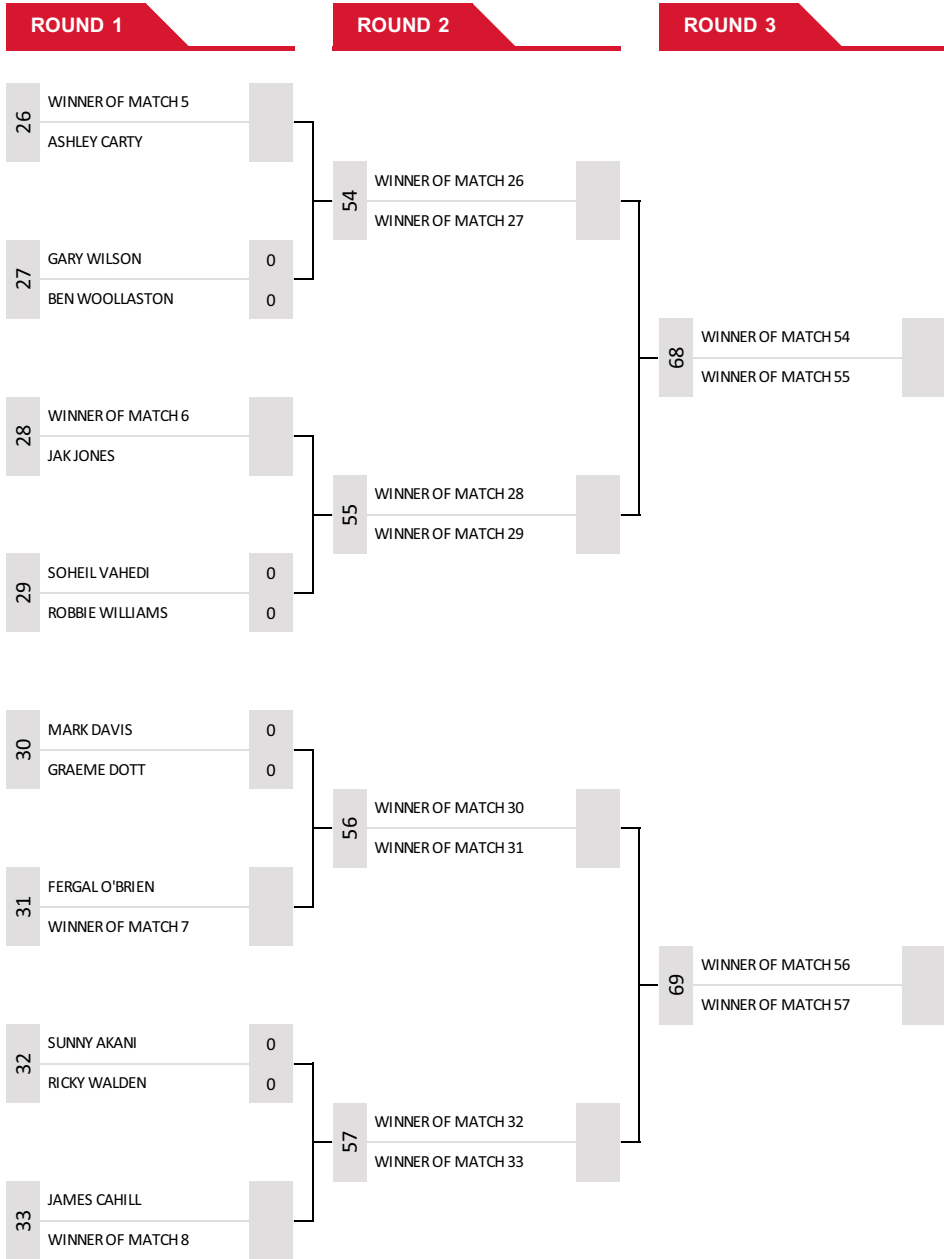 ROUND 1
ROUND 2
ROUND 3
26
WINNER OF MATCH 5
ASHLEY CARTY
54
WINNER OF MATCH 26
WINNER OF MATCH 27
27
GARY WILSON 0
BEN WOOLLASTON 0
68
WINNER OF MATCH 54
WINNER OF MATCH 55
28
WINNER OF MATCH 6
JAK JONES
55
WINNER OF MATCH 28
WINNER OF MATCH 29
29
SOHEIL VAHEDI 0
ROBBIE WILLIAMS 0
30
MARK DAVIS 0
GRAEME DOTT 0
56
WINNER OF MATCH 30
WINNER OF MATCH 31
31
FERGAL O'BRIEN
WINNER OF MATCH 7
69
WINNER OF MATCH 56
WINNER OF MATCH 57
32
SUNNY AKANI 0
RICKY WALDEN 0
57
WINNER OF MATCH 32
WINNER OF MATCH 33
33
JAMES CAHILL
WINNER OF MATCH 8